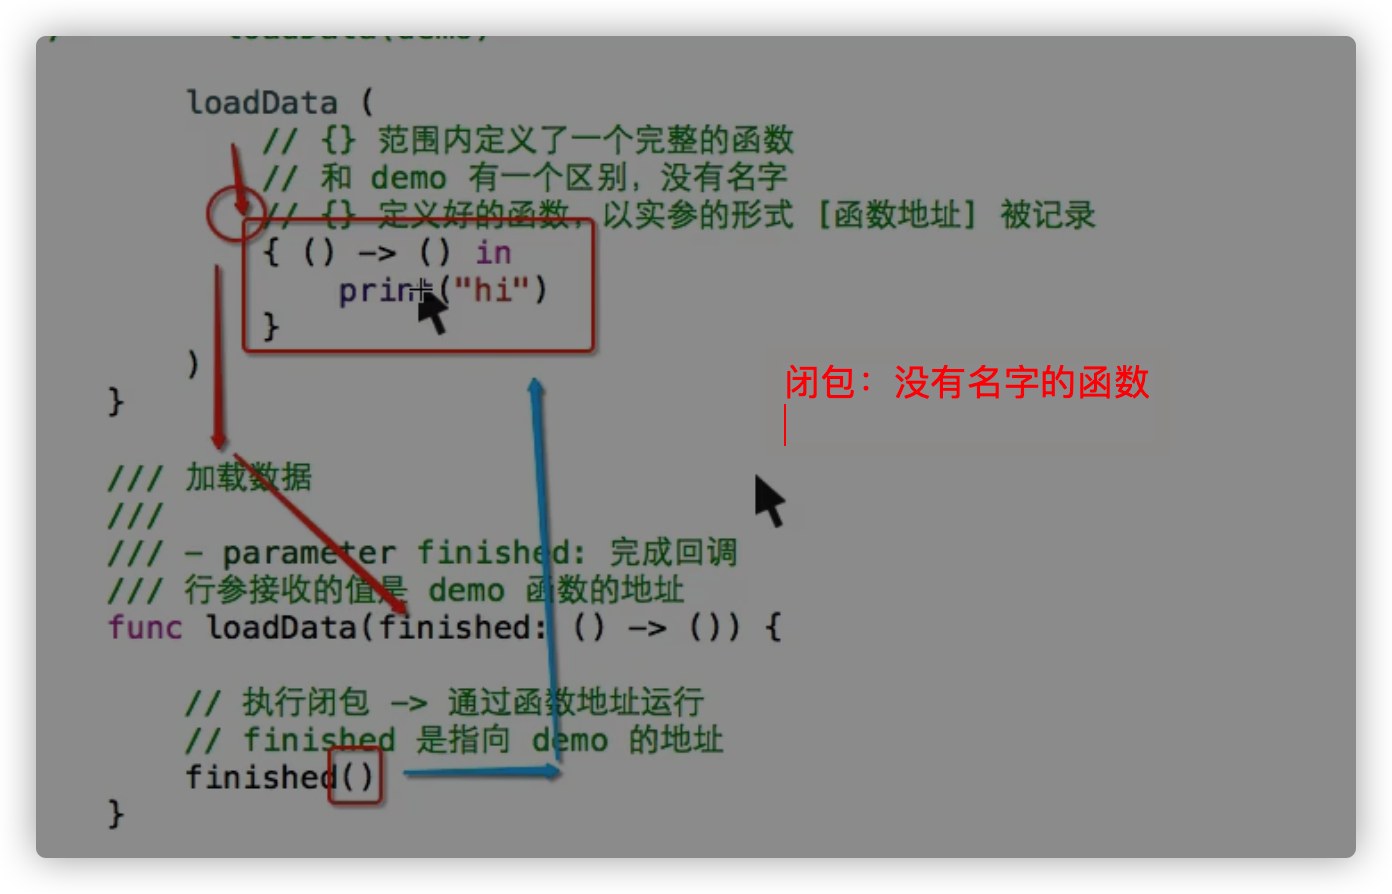 loadData(demo)
loadData (
// {} 范围内定义了一个完整的函数
// 和 demo 有一个区别，没有名字
// {} 定义好的函数，以实参的形式 [函数地址] 被记录
{ () -> () in
print("hi")
}
)
}
闭包：没有名字的函数
/// 加载数据
///
/// - parameter finished: 完成回调
/// 行参接收的值是 demo 函数的地址
func loadData(finished: () -> ()) {
// 执行闭包 -> 通过函数地址运行
// finished 是指向 demo 的地址
finished()
}